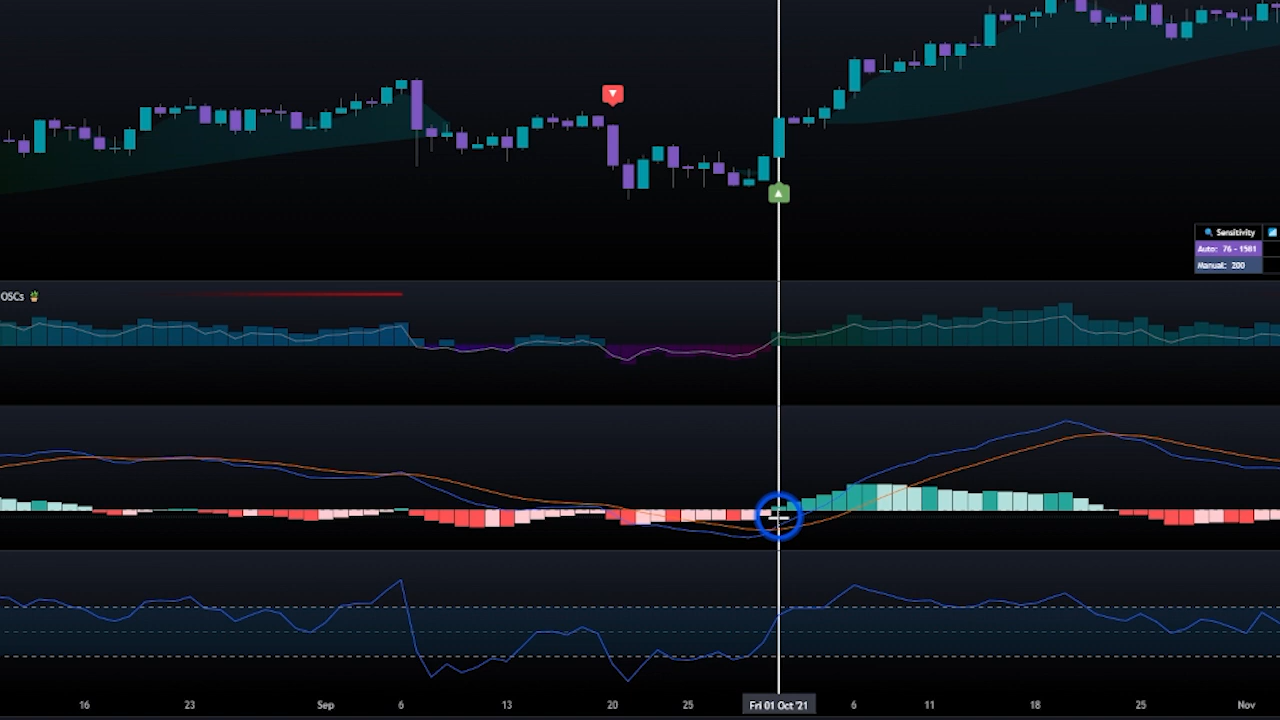 Sensitivity
Auto: 76 - 1581
Manual: 200
OSCs
16 23 Sep 6 13 20 25 Fri 01 Oct '21 6 11 18 25 Nov